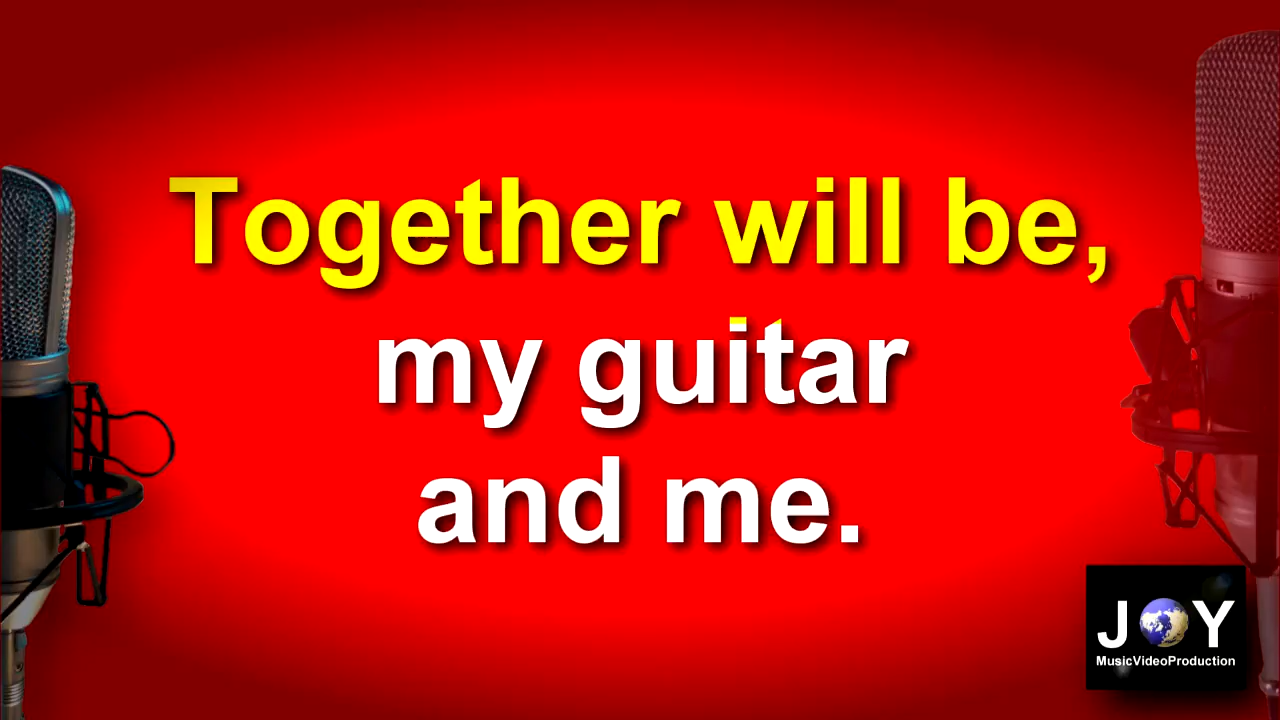 Together will be,
my guitar
and me.
JOY
MusicVideoProduction